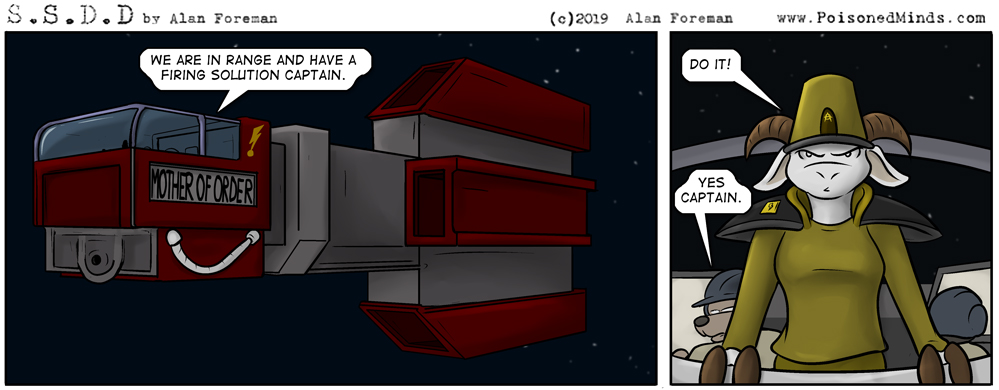 S.S.D.D by Alan Foreman (c)2019 Alan Foreman www.PoisonedMinds.com
WE ARE IN RANGE AND HAVE A
FIRING SOLUTION CAPTAIN.
MOTHER OF ORDER
DO IT!
YES
CAPTAIN.